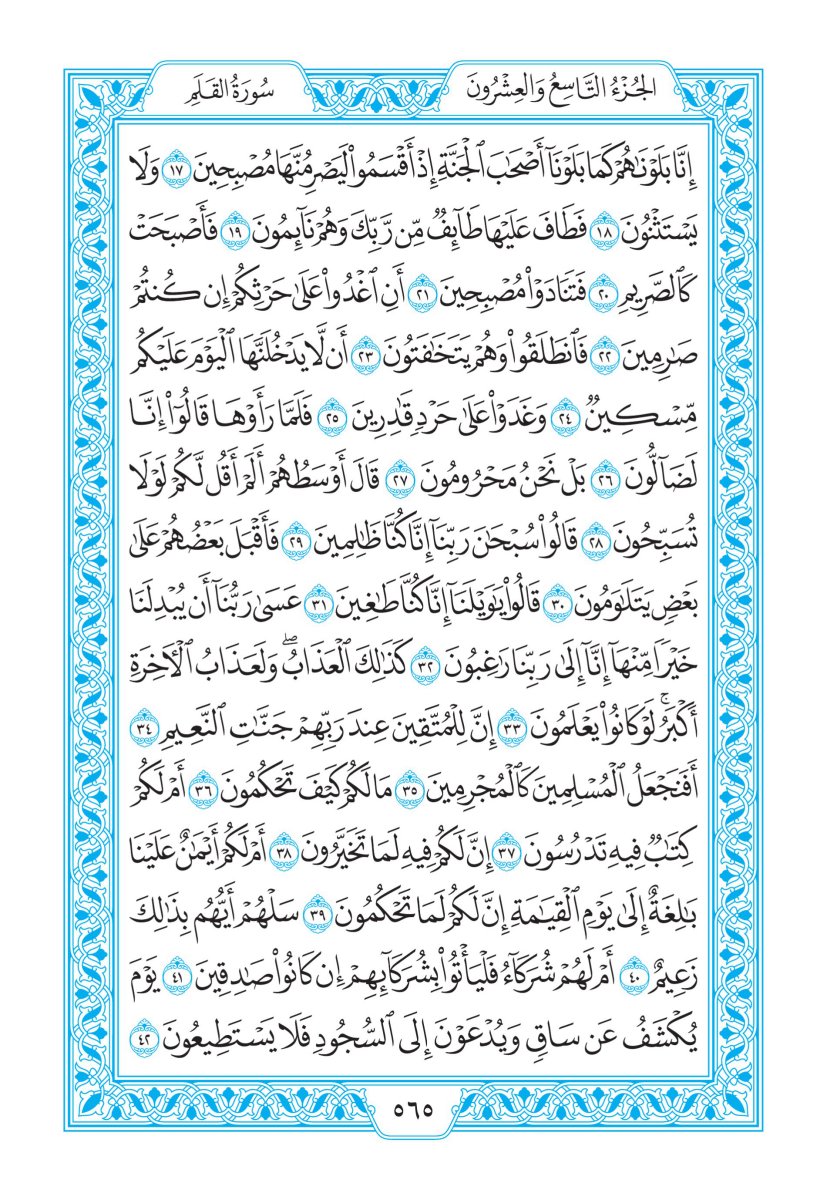 الجُزْءُ التَّاسِعُ وَالعِشْرُونَ
سُورَةُ القَلَمِ
إِنَّا بَلَوْنَٰهُمْ كَمَا بَلَوْنَآ أَصْحَٰبَ ٱلْجَنَّةِ إِذْ أَقْسَمُوا۟ لَيَصْرِمُنَّهَا مُصْبِحِينَ ١٧ وَلَا
يَسْتَثْنُونَ ١٨ فَطَافَ عَلَيْهَا طَآئِفٌ مِّن رَّبِّكَ وَهُمْ نَآئِمُونَ ١٩ فَأَصْبَحَتْ
كَٱلصَّرِيمِ ٢٠ فَتَنَادَوْا۟ مُصْبِحِينَ ٢١ أَنِ ٱغْدُوا۟ عَلَىٰ حَرْثِكُمْ إِن كُنتُمْ
صَٰرِمِينَ ٢٢ فَٱنطَلَقُوا۟ وَهُمْ يَتَخَٰفَتُونَ ٢٣ أَن لَّا يَدْخُلَنَّهَا ٱلْيَوْمَ عَلَيْكُم
مِّسْكِينٌ ٢٤ وَغَدَوْا۟ عَلَىٰ حَرْدٍ قَٰدِرِينَ ٢٥ فَلَمَّا رَأَوْهَا قَالُوٓا۟ إِنَّا
لَضَآلُّونَ ٢٦ بَلْ نَحْنُ مَحْرُومُونَ ٢٧ قَالَ أَوْسَطُهُمْ أَلَمْ أَقُل لَّكُمْ لَوْلَا
تُسَبِّحُونَ ٢٨ قَالُوا۟ سُبْحَٰنَ رَبِّنَآ إِنَّا كُنَّا ظَٰلِمِينَ ٢٩ فَأَقْبَلَ بَعْضُهُمْ عَلَىٰ
بَعْضٍ يَتَلَٰوَمُونَ ٣٠ قَالُوا۟ يَٰوَيْلَنَآ إِنَّا كُنَّا طَٰغِينَ ٣١ عَسَىٰ رَبُّنَآ أَن يُبْدِلَنَا
خَيْرًا مِّنْهَآ إِنَّآ إِلَىٰ رَبِّنَا رَٰغِبُونَ ٣٢ كَذَٰلِكَ ٱلْعَذَابُ ۖ وَلَعَذَابُ ٱلْءَاخِرَةِ
أَكْبَرُ ۚ لَوْ كَانُوا۟ يَعْلَمُونَ ٣٣ إِنَّ لِلْمُتَّقِينَ عِندَ رَبِّهِمْ جَنَّٰتِ ٱلنَّعِيمِ ٣٤
أَفَنَجْعَلُ ٱلْمُسْلِمِينَ كَٱلْمُجْرِمِينَ ٣٥ مَا لَكُمْ كَيْفَ تَحْكُمُونَ ٣٦ أَمْ لَكُمْ
كِتَٰبٌ فِيهِ تَدْرُسُونَ ٣٧ إِنَّ لَكُمْ فِيهِ لَمَا تَخَيَّرُونَ ٣٨ أَمْ لَكُمْ أَيْمَٰنٌ عَلَيْنَا
بَٰلِغَةٌ إِلَىٰ يَوْمِ ٱلْقِيَٰمَةِ إِنَّ لَكُمْ لَمَا تَحْكُمُونَ ٣٩ سَلْهُمْ أَيُّهُم بِذَٰلِكَ
زَعِيمٌ ٤٠ أَمْ لَهُمْ شُرَكَآءُ فَلْيَأْتُوا۟ بِشُرَكَآئِهِمْ إِن كَانُوا۟ صَٰدِقِينَ ٤١ يَوْمَ
يُكْشَفُ عَن سَاقٍ وَيُدْعَوْنَ إِلَى ٱلسُّجُودِ فَلَا يَسْتَطِيعُونَ ٤٢
٥٦٥